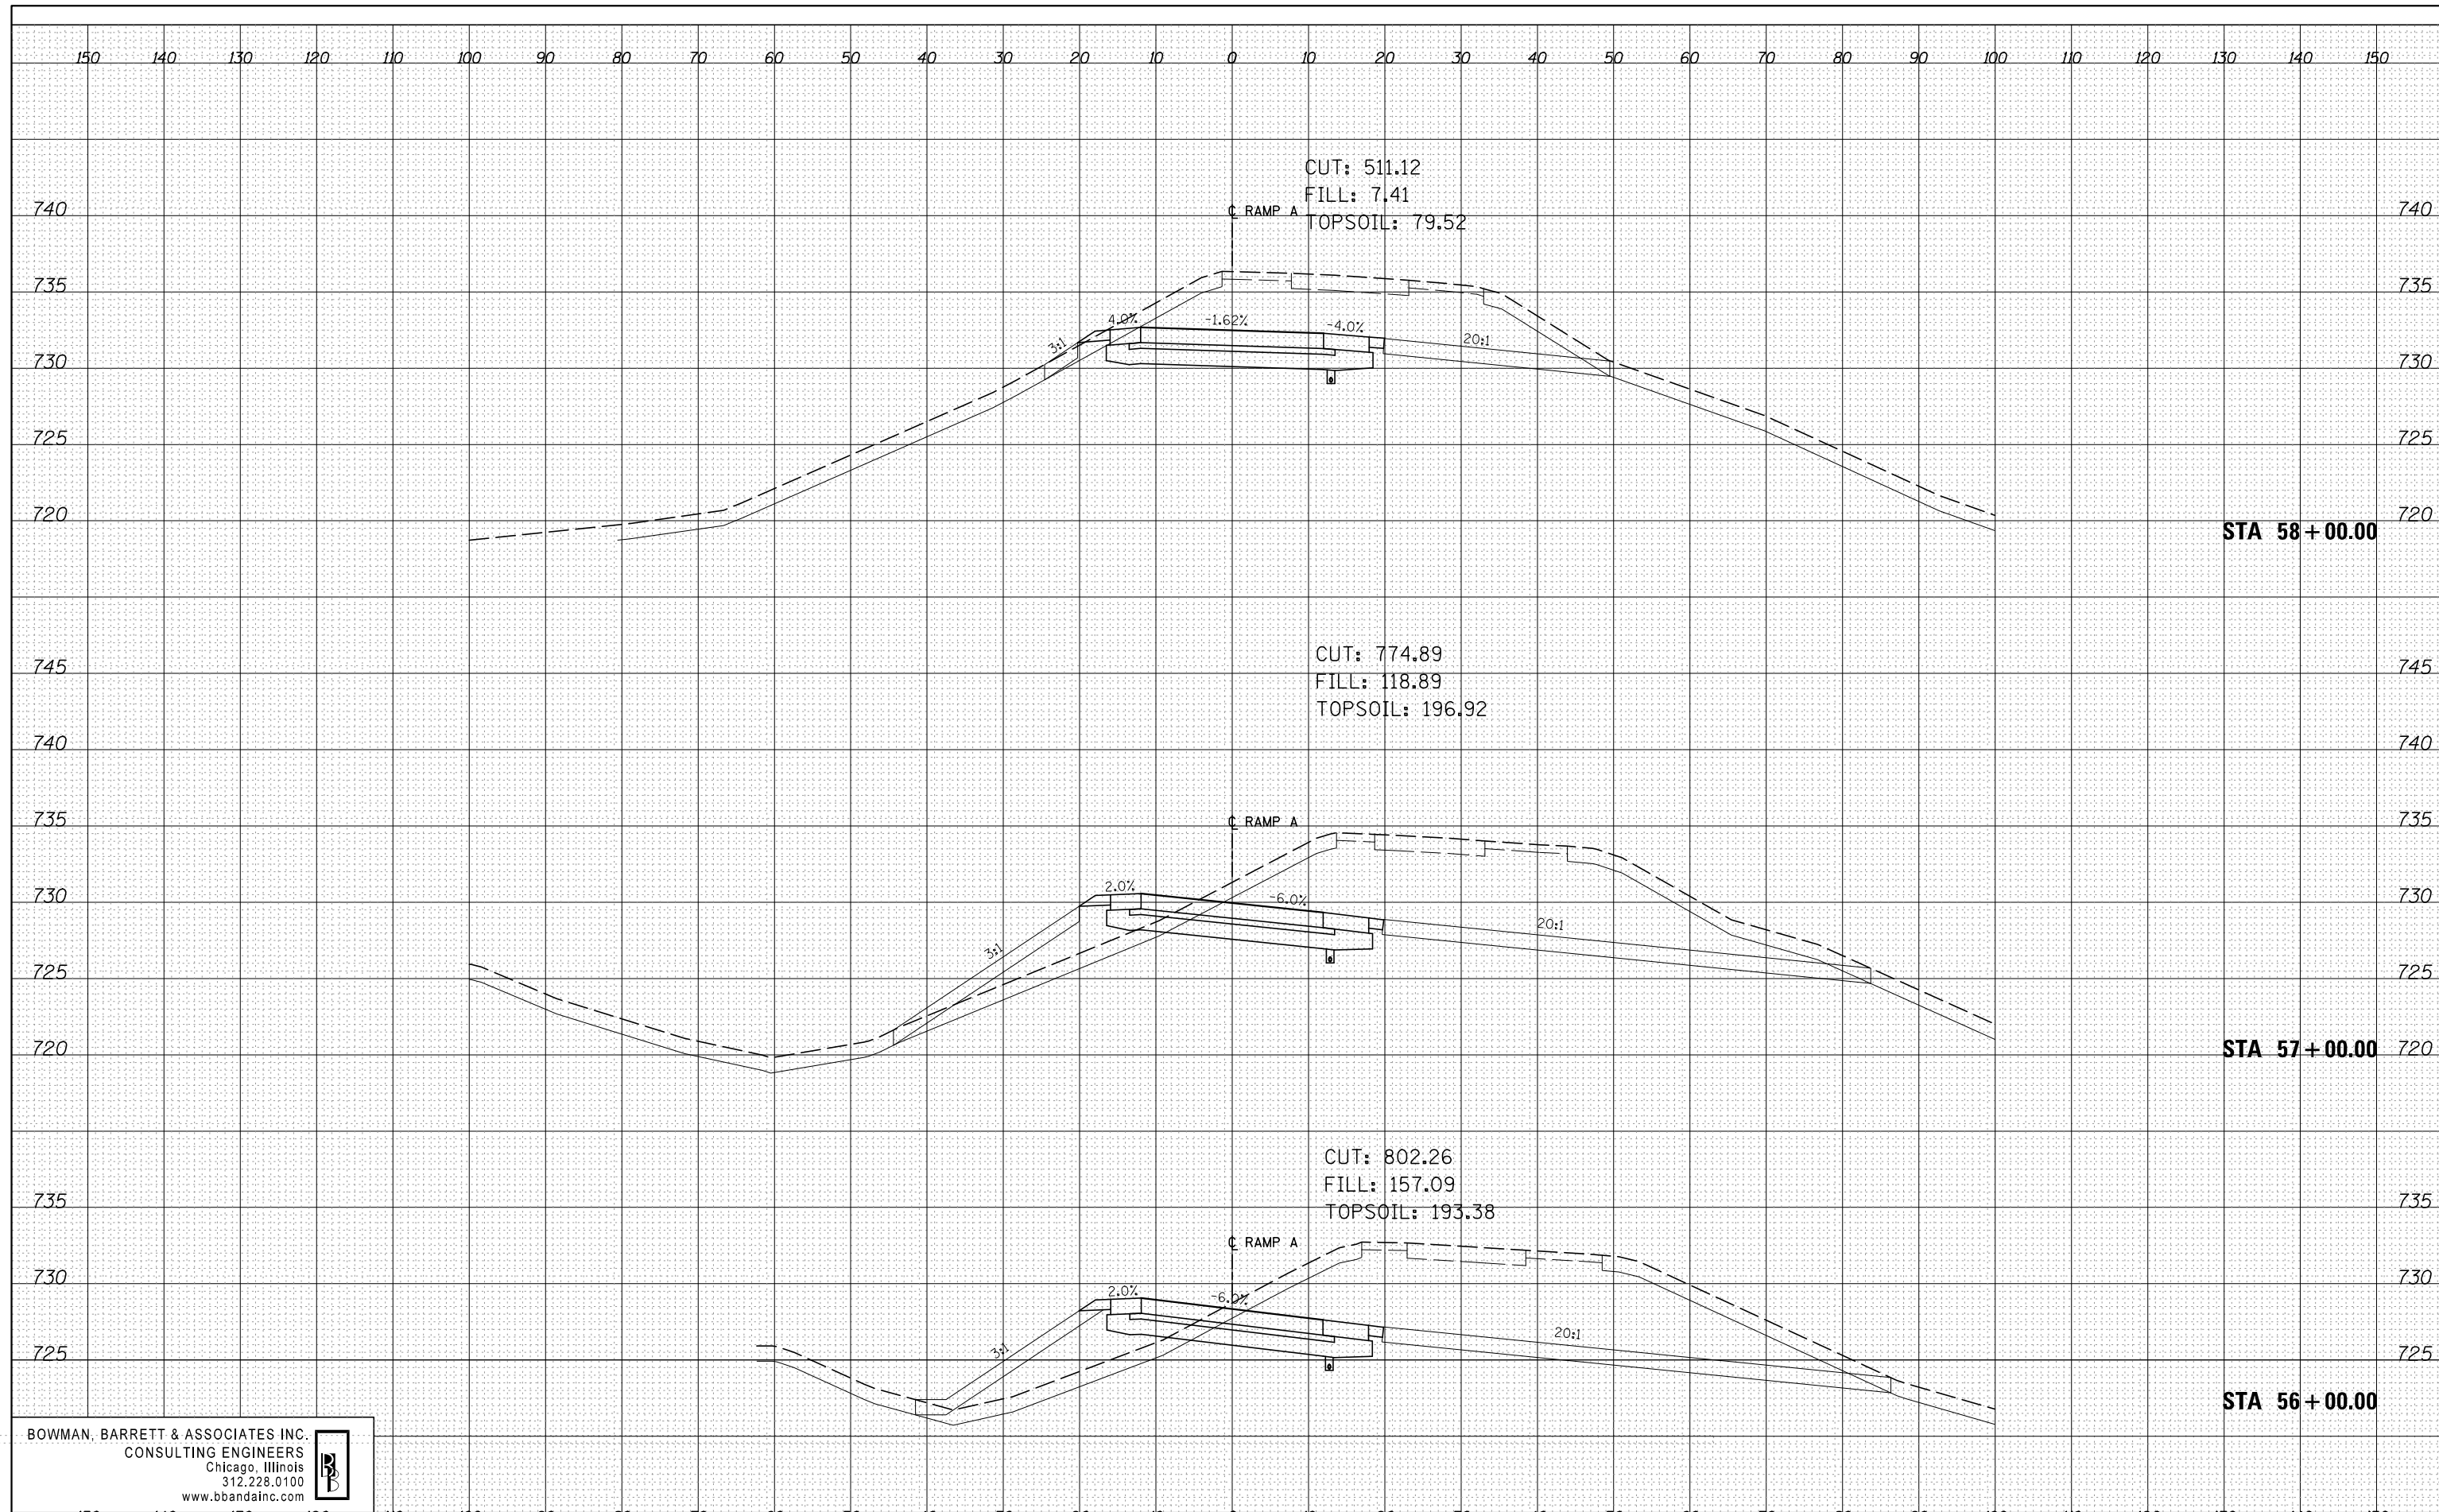 150 140 130 120 110 100 90 80 70 60 50 40 30 20 10 0 10 20 30 40 50 60 70 80 90 100 110 120 130 140 150
CUT: 511.12
FILL: 7.41
TOPSOIL: 79.52
740 ℄ RAMP A 740
735 735
4.0% -1.62% -4.0%
3:1 20:1
730 730
725 725
720 720
STA 58+00.00
CUT: 774.89
FILL: 118.89
TOPSOIL: 196.92
745 745
740 740
735 ℄ RAMP A 735
730 2.0% -6.0% 730
3:1 20:1
725 725
720 720
STA 57+00.00
CUT: 802.26
FILL: 157.09
TOPSOIL: 193.38
735 735
℄ RAMP A
730 730
2.0% -6.0%
3:1 20:1
725 725
STA 56+00.00
BOWMAN, BARRETT & ASSOCIATES INC.
CONSULTING ENGINEERS
Chicago, Illinois
312.228.0100
www.bbandainc.com